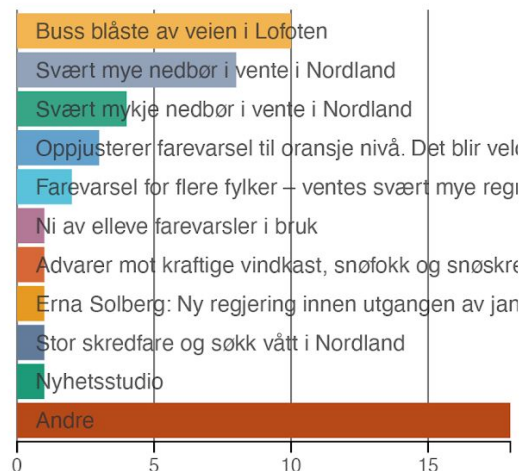 Buss blåste av veien i Lofoten
Svært mye nedbør i vente i Nordland
Svært mykje nedbør i vente i Nordland
Oppjusterer farevarsel til oransje nivå. Det blir vel
Farevarsel for flere fylker – ventes svært mye reg
Ni av elleve farevarsler i bruk
Advarer mot kraftige vindkast, snøfokk og snøskre
Erna Solberg: Ny regjering innen utgangen av jan
Stor skredfare og søkk vått i Nordland
Nyhetsstudio
Andre
0 5 10 15